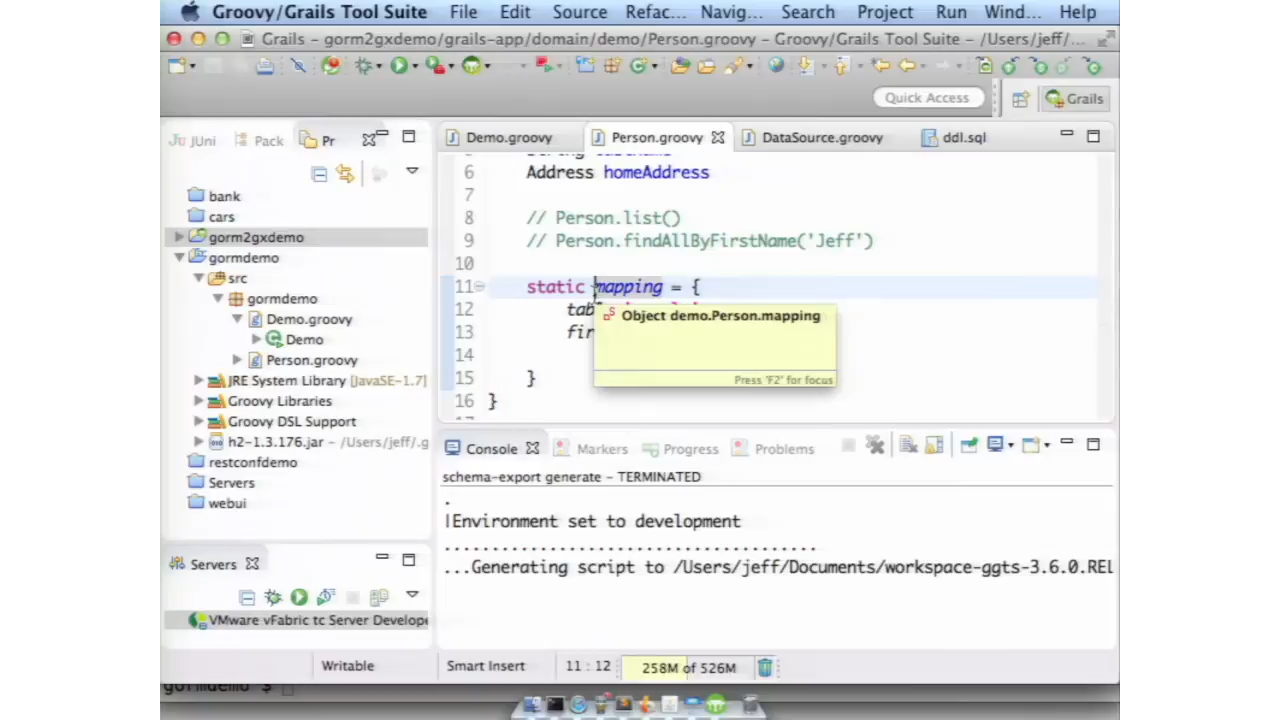 Groovy/Grails Tool Suite File Edit Source Refac... Navig... Search Project Run Wind... Help
Grails - gorm2gxdemo/grails-app/domain/demo/Person.groovy - Groovy/Grails Tool Suite - /Users/jeff/...
Quick Access
Grails
JUni
Pack
Pr
bank
cars
gorm2gxdemo
gormdemo
src
gormdemo
Demo.groovy
Demo
Person.groovy
JRE System Library [JavaSE-1.7]
Groovy Libraries
Groovy DSL Support
h2-1.3.176.jar - /Users/jeff/.g
restconfdemo
Servers
webui
Servers
VMware vFabric tc Server Develope
Demo.groovy
Person.groovy
DataSource.groovy
ddl.sql
6 Address homeAddress
7
8 // Person.list()
9 // Person.findAllByFirstName('Jeff')
10
11 static mapping = {
12 tab
13 fir
14
15 }
16 }
Object demo.Person.mapping
Press 'F2' for focus
Console
Markers
Progress
Problems
schema-export generate - TERMINATED
.
|Environment set to development
......................................
...Generating script to /Users/jeff/Documents/workspace-ggts-3.6.0.REL
Writable
Smart Insert
11 : 12
258M of 526M
gormdemo $